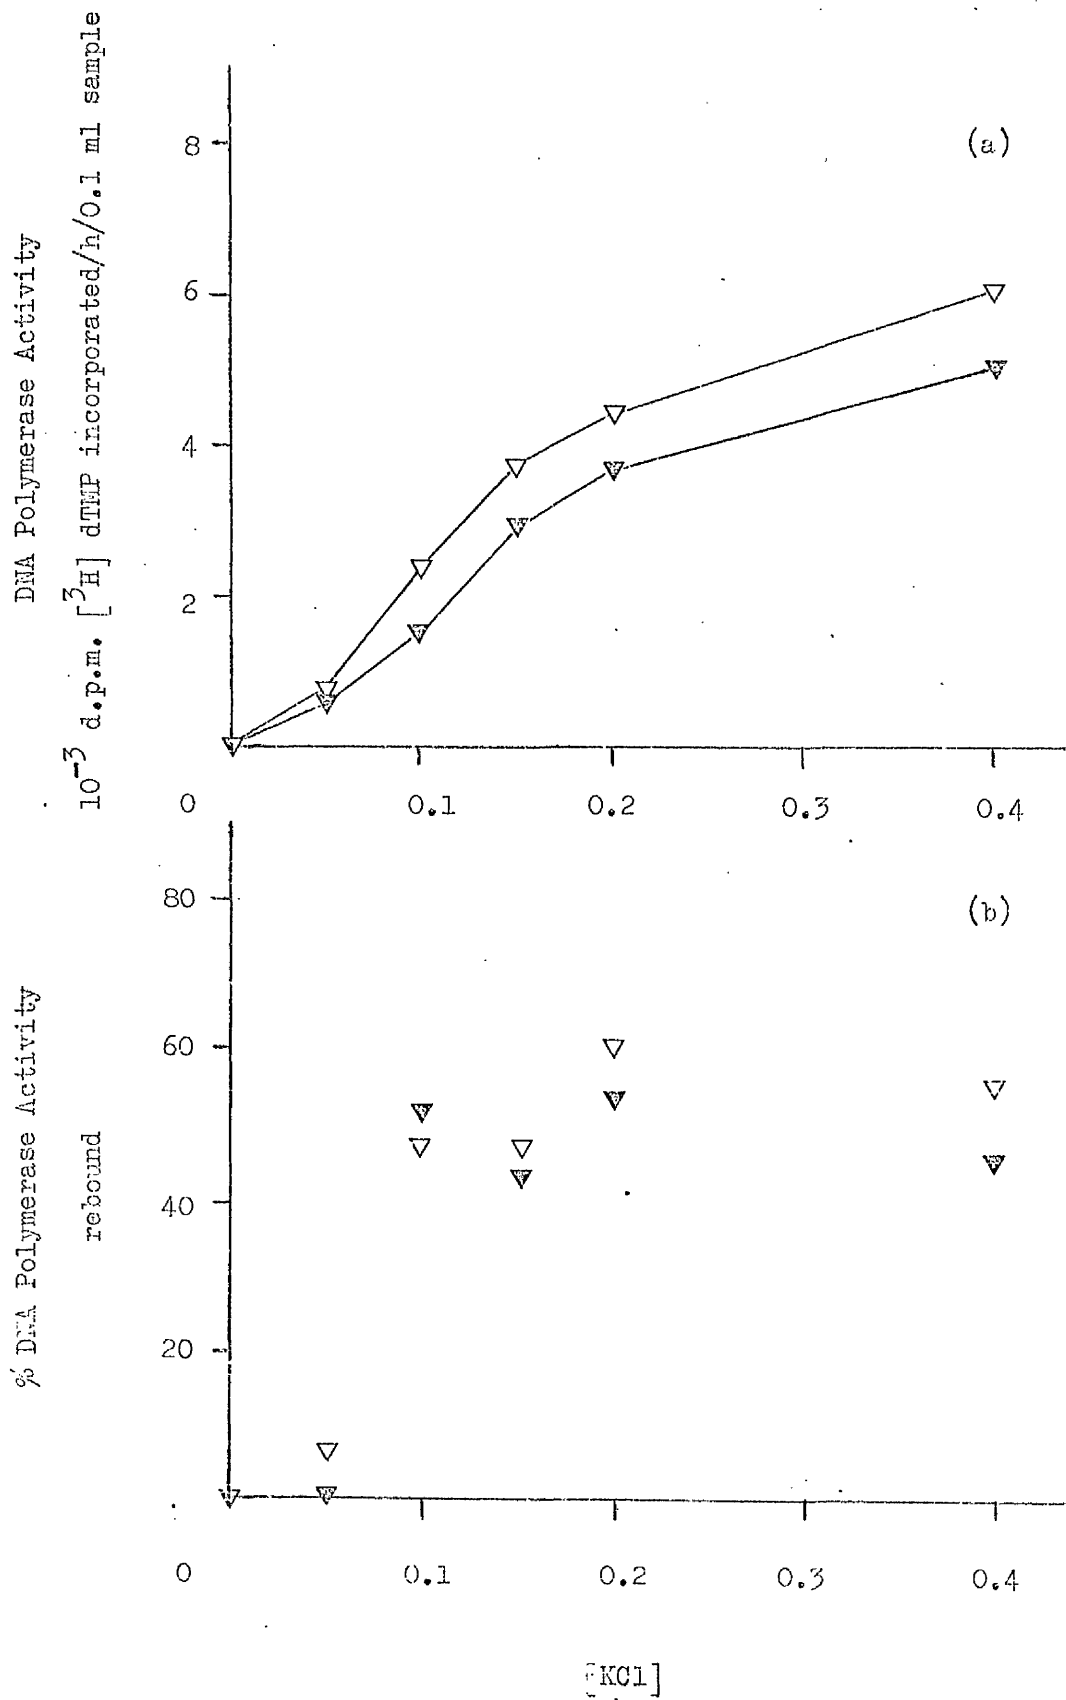 DNA Polymerase Activity
10⁻³ d.p.m. [³H] dTMP incorporated/h/0.1 ml sample
(a)
8
6
4
2
0 0.1 0.2 0.3 0.4
% DNA Polymerase Activity
rebound
(b)
80
60
40
20
0 0.1 0.2 0.3 0.4
[KCl]